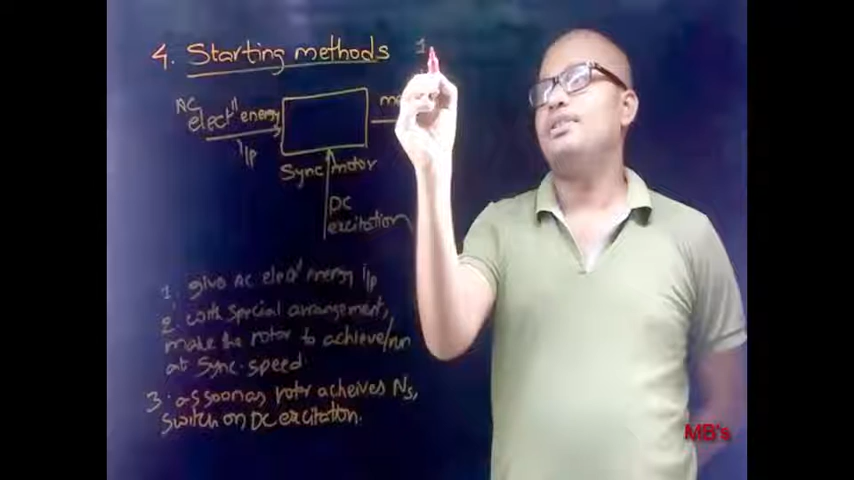 4. Starting methods
1
AC
elect'l energy
i/p
Sync motor
DC
excitation
1. give AC elect'l energy i/p
2. with special arrangement,
make the rotor to achieve/run
at Sync. speed.
3. as soon as rotor acheives Ns,
switch on DC excitation.
MB's